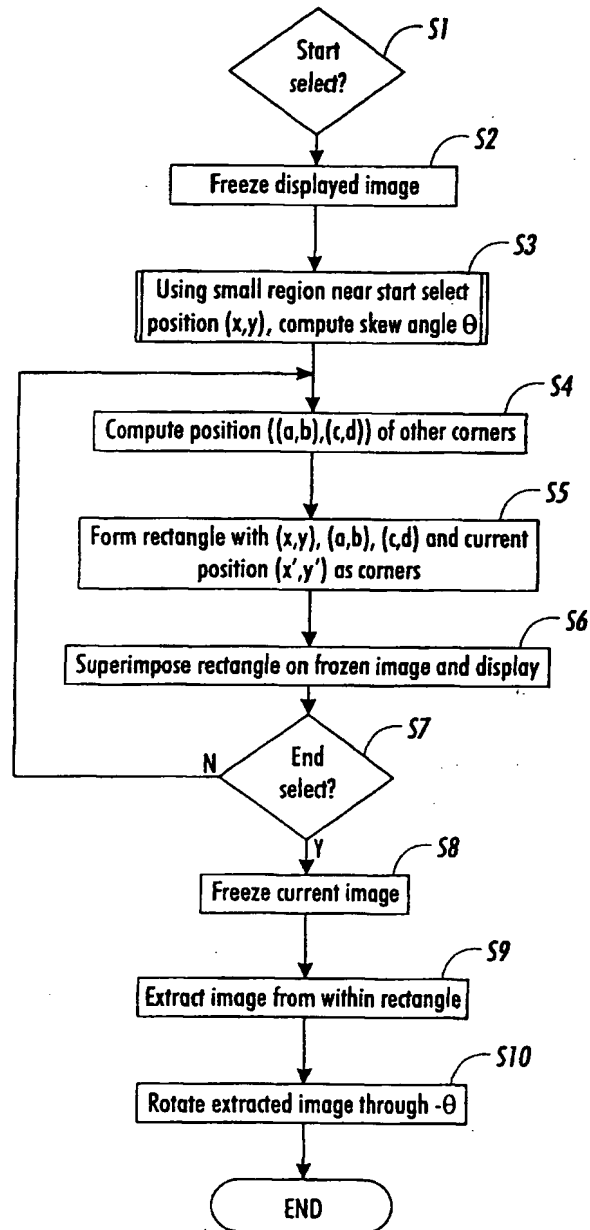 S1
Start
select?
S2
Freeze displayed image
S3
Using small region near start select
position (x,y), compute skew angle θ
S4
Compute position ((a,b),(c,d)) of other corners
S5
Form rectangle with (x,y), (a,b), (c,d) and current
position (x′,y′) as corners
S6
Superimpose rectangle on frozen image and display
S7
End
select?
N
Y
S8
Freeze current image
S9
Extract image from within rectangle
S10
Rotate extracted image through -θ
END